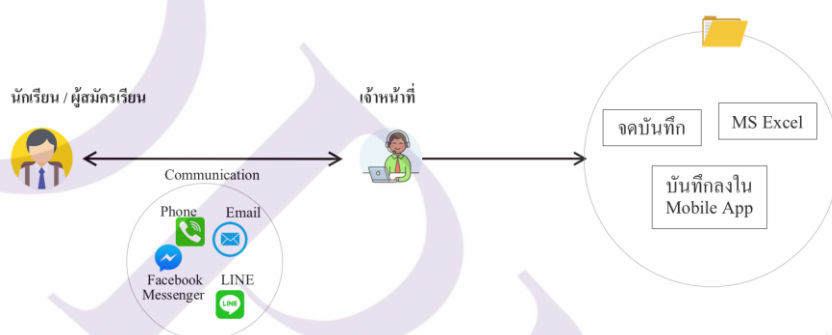 นักเรียน / ผู้สมัครเรียน
เจ้าหน้าที่
Communication
Phone
Email
Facebook
Messenger
LINE
LINE
จดบันทึก
MS Excel
บันทึกลงใน
Mobile App